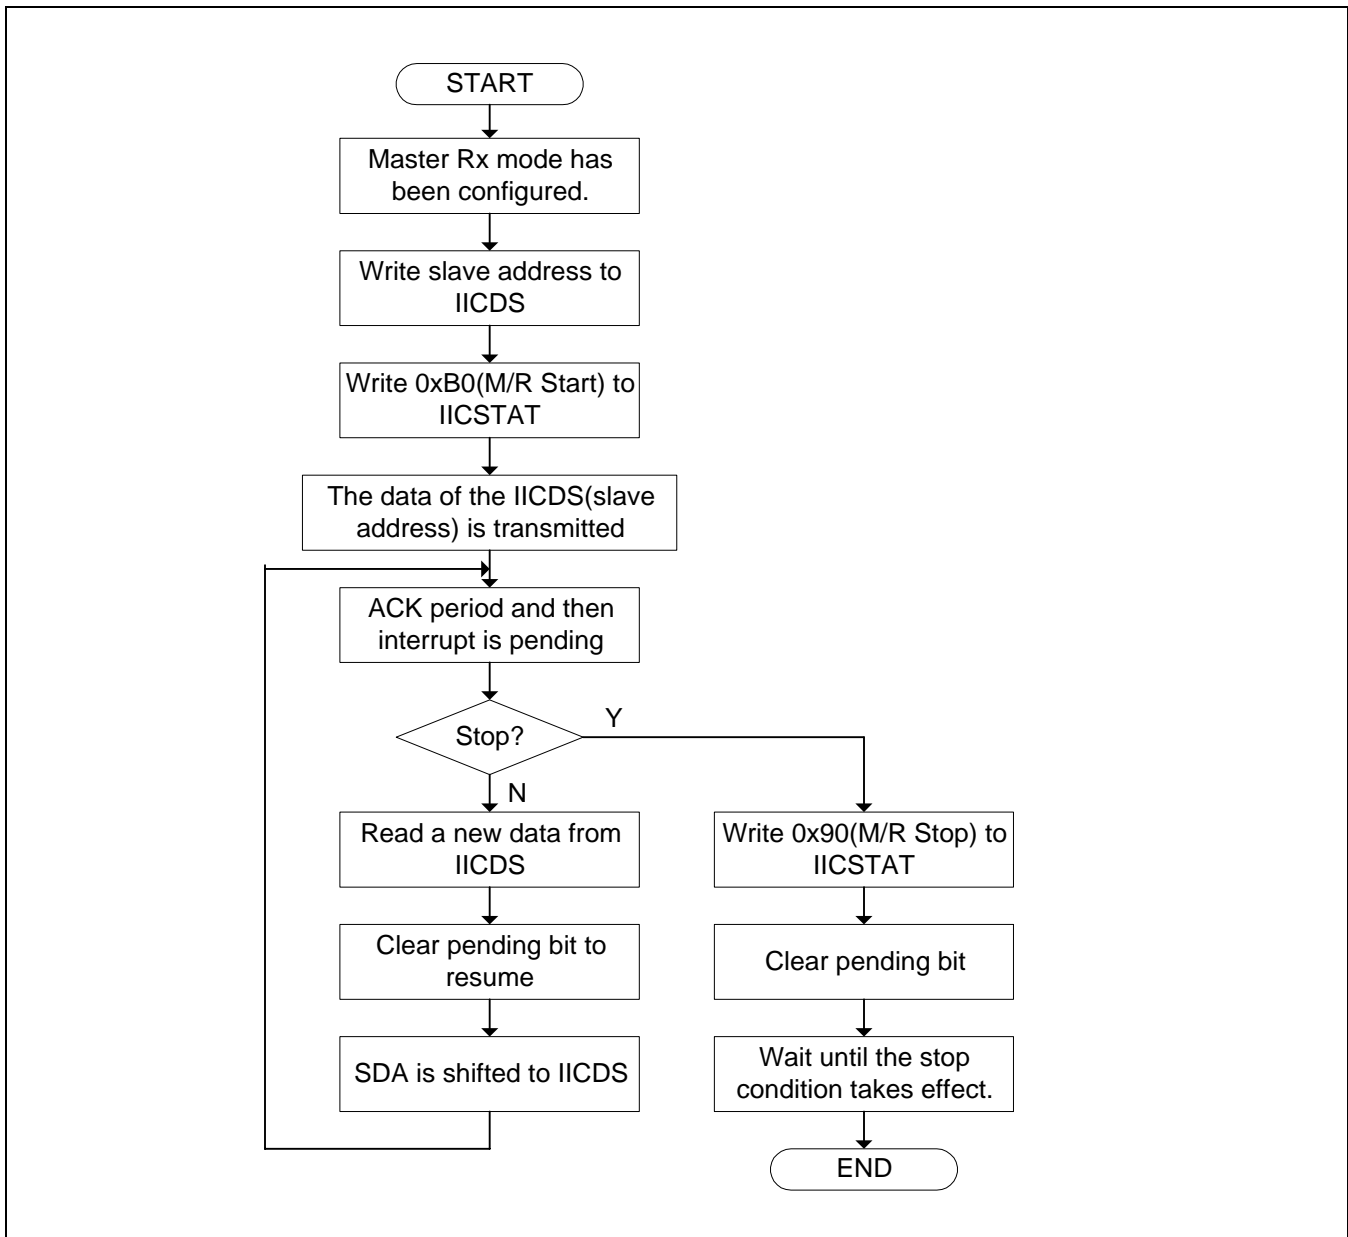 START
Master Rx mode has
been configured.
Write slave address to
IICDS
Write 0xB0(M/R Start) to
IICSTAT
The data of the IICDS(slave
address) is transmitted
ACK period and then
interrupt is pending
Stop?
Y
N
Read a new data from
IICDS
Clear pending bit to
resume
SDA is shifted to IICDS
Write 0x90(M/R Stop) to
IICSTAT
Clear pending bit
Wait until the stop
condition takes effect.
END